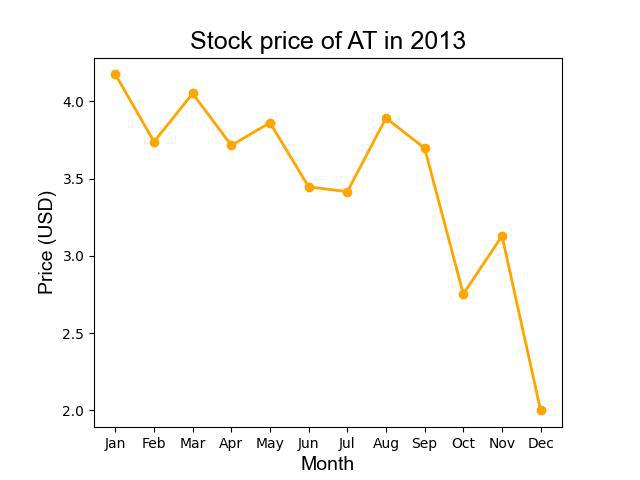 Stock price of AT in 2013
Price (USD)
4.0
3.5
3.0
2.5
2.0
Jan Feb Mar Apr May Jun Jul Aug Sep Oct Nov Dec
Month